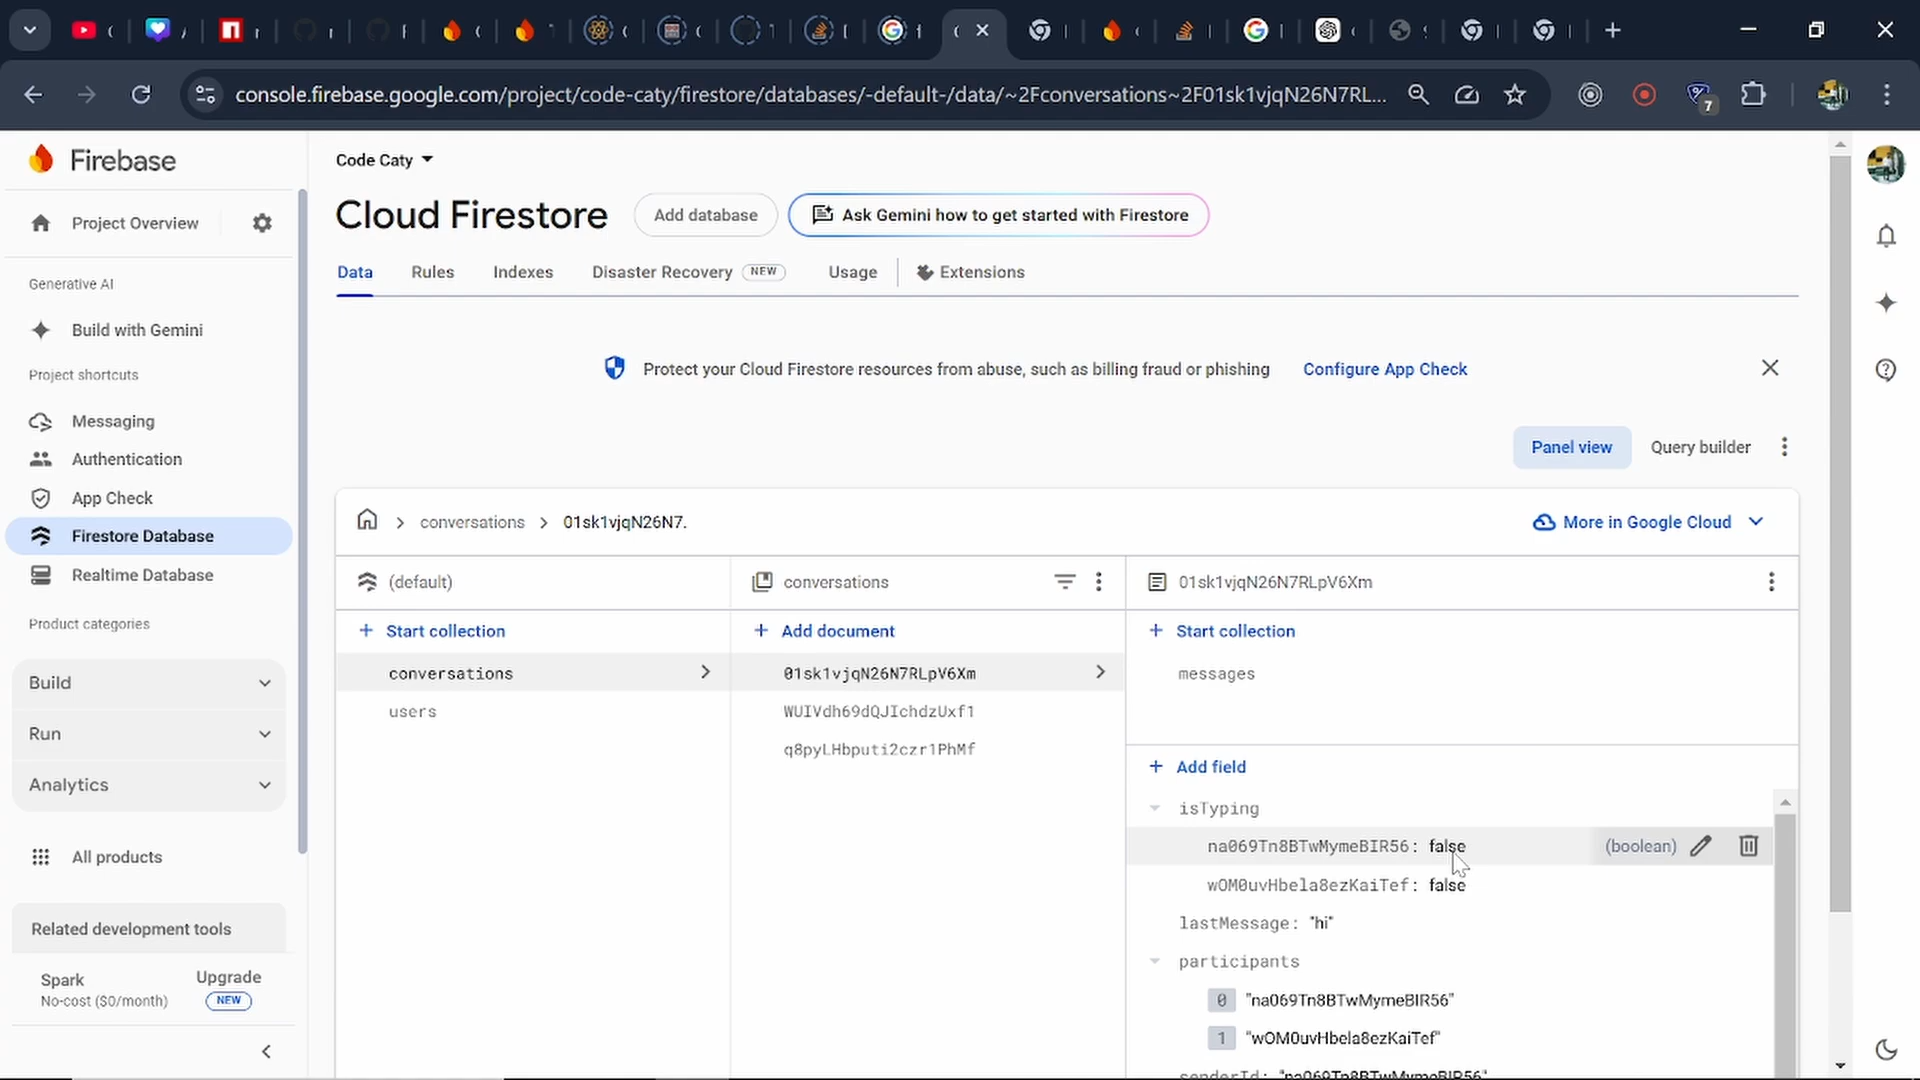 console.firebase.google.com/project/code-caty/firestore/databases/-default-/data/~2Fconversations~2F01sk1vjqN26N7RL...
7
Firebase
Project Overview
Generative AI
Build with Gemini
Project shortcuts
Messaging
Authentication
App Check
Firestore Database
Realtime Database
Product categories
Build
Run
Analytics
All products
Related development tools
Spark
No-cost ($0/month)
Upgrade
NEW
Code Caty
Cloud Firestore
Add database
Ask Gemini how to get started with Firestore
Data
Rules
Indexes
Disaster Recovery NEW
Usage
Extensions
Protect your Cloud Firestore resources from abuse, such as billing fraud or phishing
Configure App Check
Panel view
Query builder
conversations
01sk1vjqN26N7.
More in Google Cloud
(default)
Start collection
conversations
users
conversations
Add document
01sk1vjqN26N7RLpV6Xm
WUIVdh69dQJIchdzUxf1
q8pyLHbputi2czr1PhMf
01sk1vjqN26N7RLpV6Xm
Start collection
messages
Add field
isTyping
na069Tn8BTwMymeBIR56: false
(boolean)
wOM0uvHbela8ezKaiTef: false
lastMessage: "hi"
participants
0 "na069Tn8BTwMymeBIR56"
1 "wOM0uvHbela8ezKaiTef"
senderId: "na069Tn8BTwMymeBIR56"